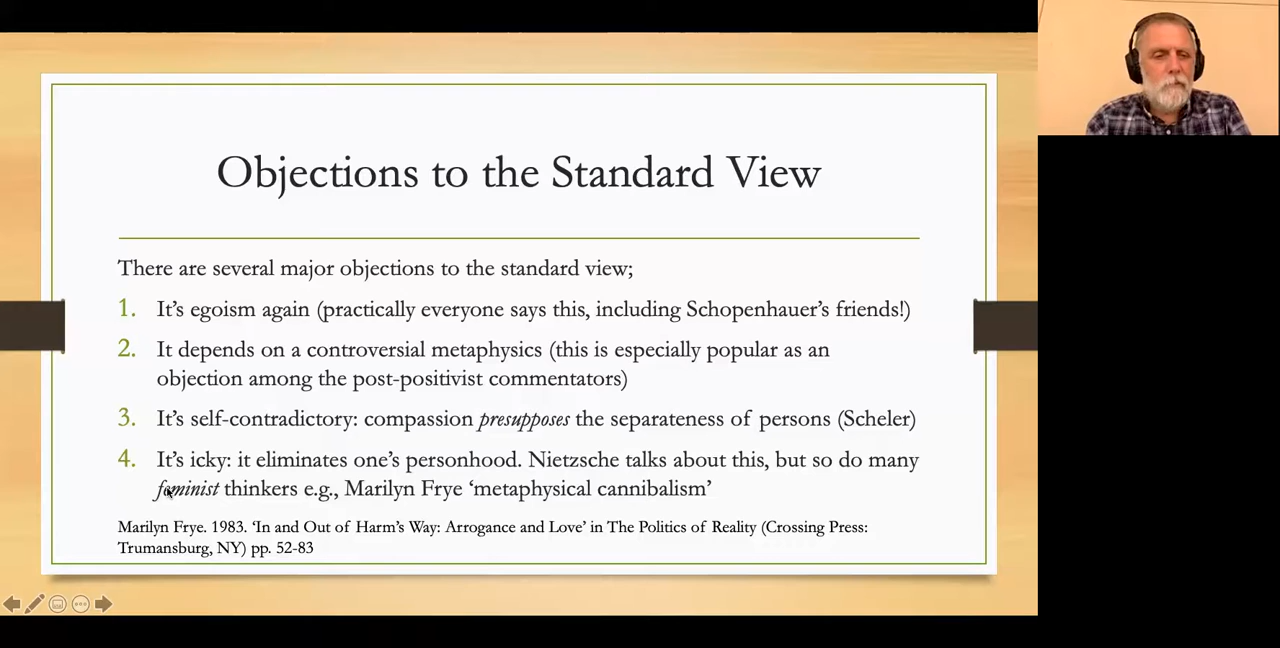 Objections to the Standard View
There are several major objections to the standard view;
1. It's egoism again (practically everyone says this, including Schopenhauer's friends!)
2. It depends on a controversial metaphysics (this is especially popular as an
objection among the post-positivist commentators)
3. It's self-contradictory: compassion presupposes the separateness of persons (Scheler)
4. It's icky: it eliminates one's personhood. Nietzsche talks about this, but so do many
feminist thinkers e.g., Marilyn Frye 'metaphysical cannibalism'
Marilyn Frye. 1983. 'In and Out of Harm's Way: Arrogance and Love' in The Politics of Reality (Crossing Press:
Trumansburg, NY) pp. 52-83